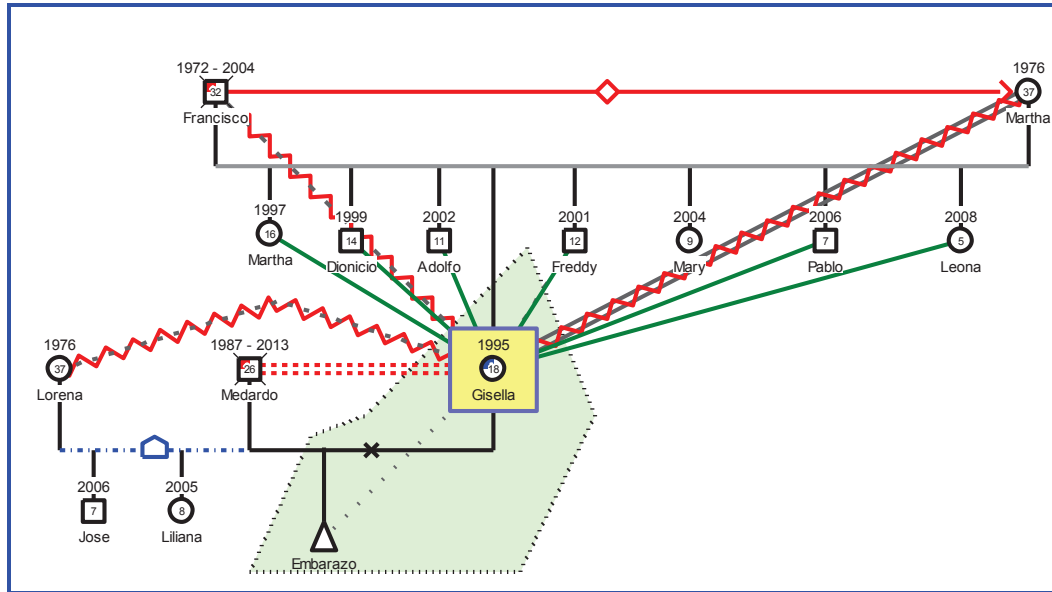 1972 - 2004
32
Francisco
1976
37
Martha
1997
16
Martha
1999
14
Dionicio
2002
11
Adolfo
2001
12
Freddy
2004
9
Mary
2006
7
Pablo
2008
5
Leona
1976
37
Lorena
1987 - 2013
26
Medardo
1995
18
Gisella
2006
7
Jose
2005
8
Liliana
Embarazo